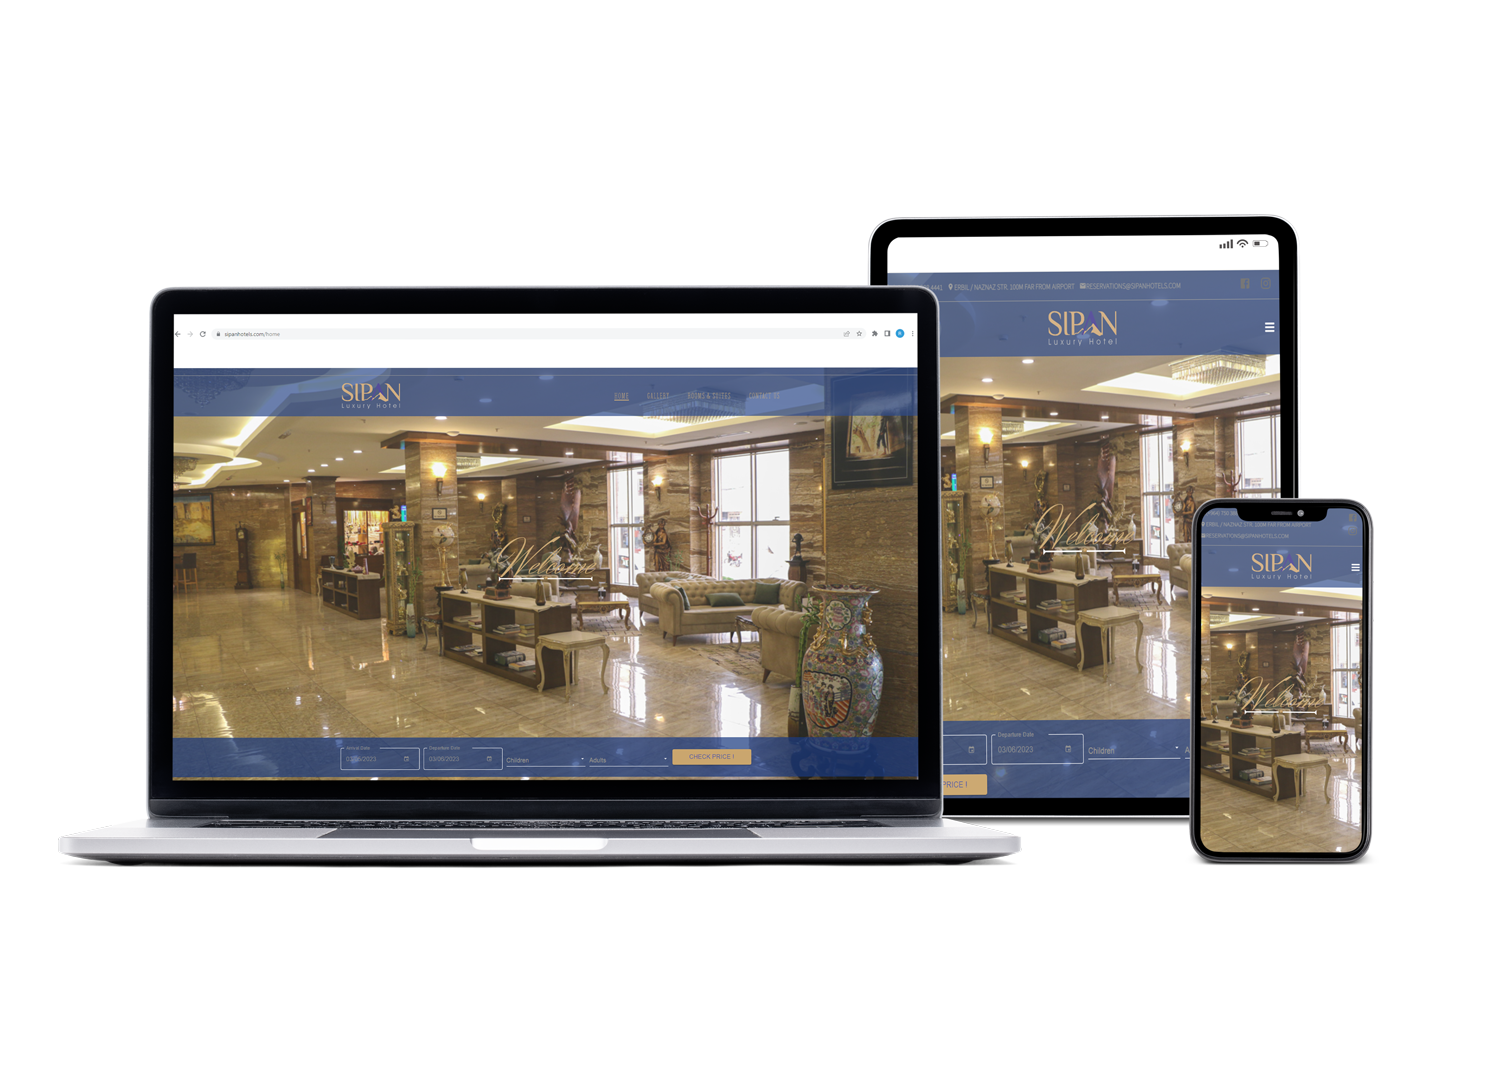 sipanhotels.com/home
SIPAN
Luxury Hotel
HOME GALLERY ROOMS & SUITES CONTACT US
Welcome
Arrival Date
03/06/2023
Departure Date
03/06/2023
Children
Adults
CHECK PRICE !
ERBIL / NAZNAZ STR. 100M FAR FROM AIRPORT RESERVATIONS@SIPANHOTELS.COM
SIPAN
Luxury Hotel
Welcome
Departure Date
03/06/2023
Children
A
PRICE !
ERBIL / NAZNAZ STR. 100M FAR FROM AIRPORT
RESERVATIONS@SIPANHOTELS.COM
SIPAN
Luxury Hotel
Welcome